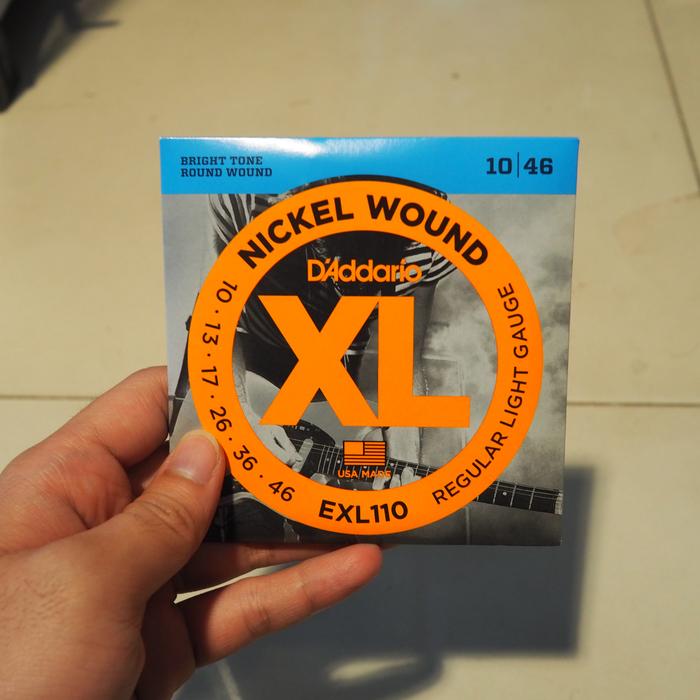 BRIGHT TONE
ROUND WOUND
10|46
NICKEL WOUND
D'Addario
XL
USA MADE
10 · 13 · 17 · 26 · 36 · 46
EXL110
REGULAR LIGHT GAUGE